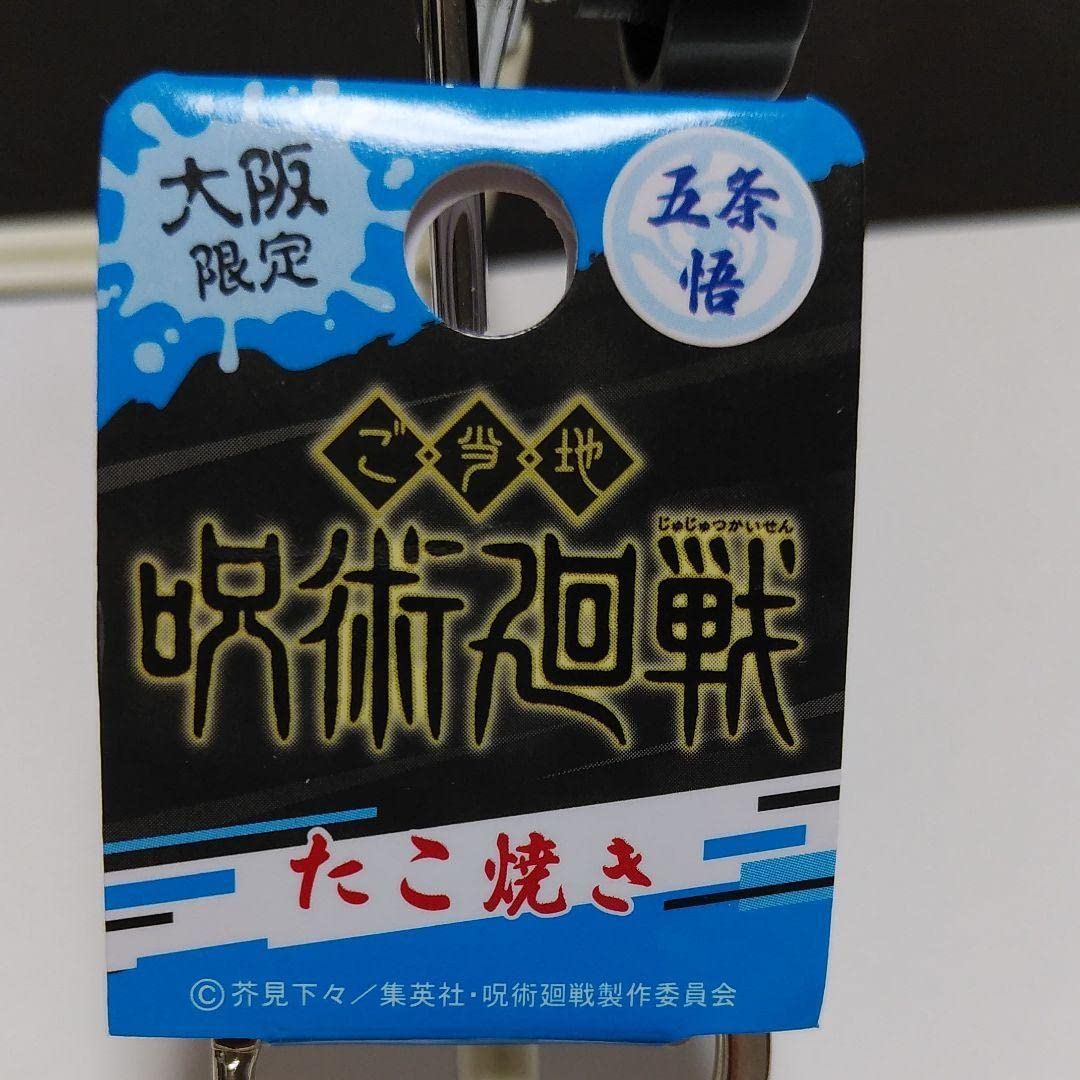 大阪
限定
五条
悟
ご当地
じゅじゅつかいせん
呪術廻戦
たこ焼き
©芥見下々／集英社・呪術廻戦製作委員会